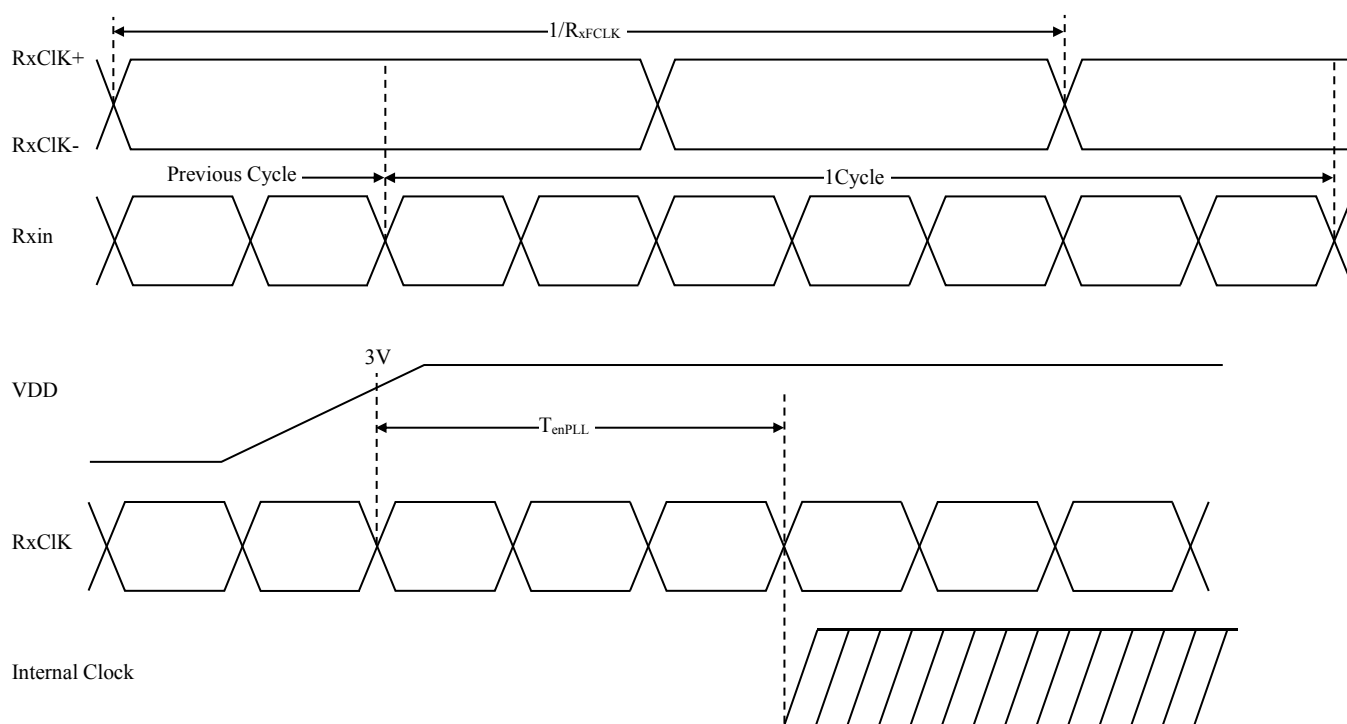 1/RxFCLK
RxClK+
RxClK-
Previous Cycle
1Cycle
Rxin
3V
VDD
TenPLL
RxClK
Internal Clock